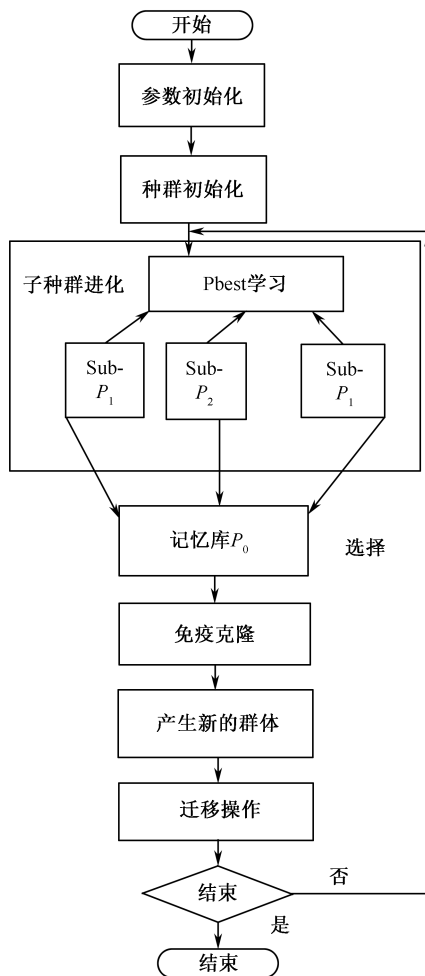 开始
参数初始化
种群初始化
子种群进化
Pbest学习
Sub-
P₁
Sub-
P₂
Sub-
P₁
记忆库P₀
选择
免疫克隆
产生新的群体
迁移操作
结束
否
是
结束